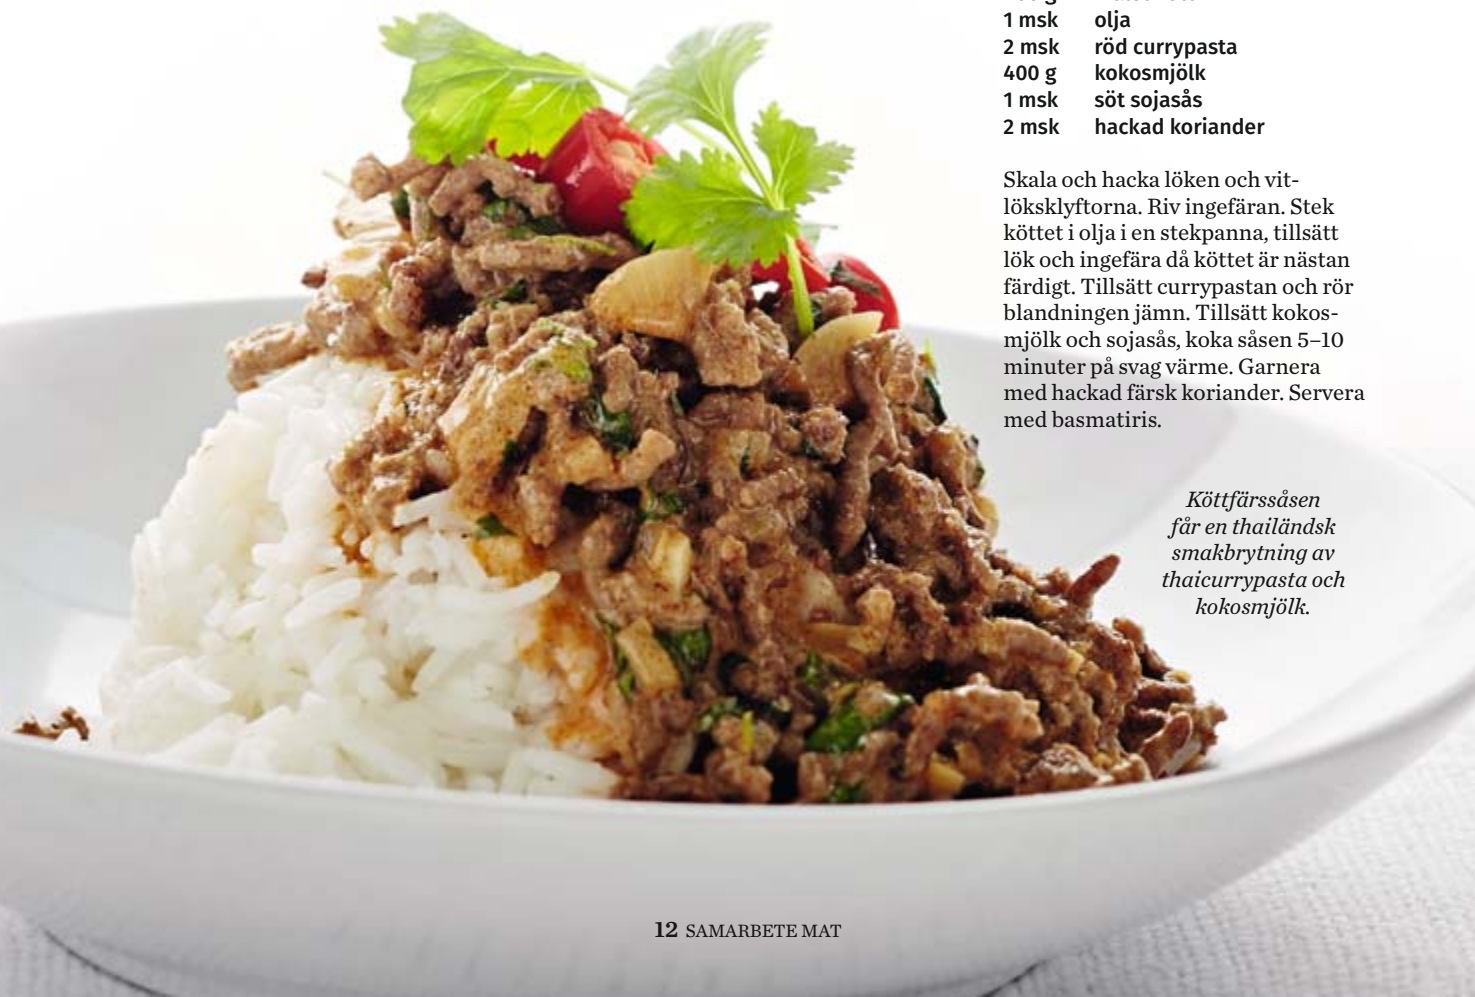 1 msk olja
2 msk röd currypasta
400 g kokosmjölk
1 msk söt sojasås
2 msk hackad koriander
Skala och hacka löken och vit-
löksklyftorna. Riv ingefäran. Stek
köttet i olja i en stekpanna, tillsätt
lök och ingefära då köttet är nästan
färdigt. Tillsätt currypastan och rör
blandningen jämn. Tillsätt kokos-
mjölk och sojasås, koka såsen 5–10
minuter på svag värme. Garnera
med hackad färsk koriander. Servera
med basmatiris.
Köttfärssåsen
får en thailändsk
smakbrytning av
thaicurrypasta och
kokosmjölk.
12 SAMARBETE MAT